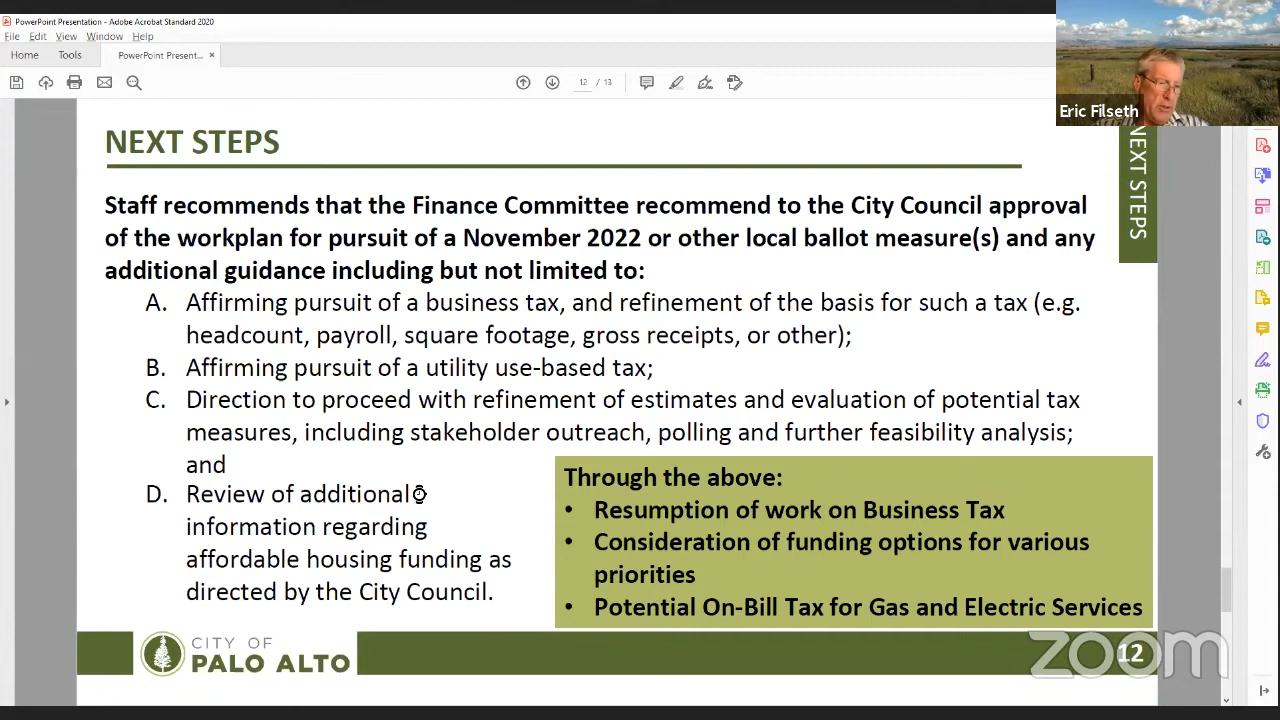 PowerPoint Presentation - Adobe Acrobat Standard 2020
File Edit View Window Help
Home Tools PowerPoint Present... ×
12 / 13
Eric Filseth
NEXT STEPS
NEXT STEPS
Staff recommends that the Finance Committee recommend to the City Council approval
of the workplan for pursuit of a November 2022 or other local ballot measure(s) and any
additional guidance including but not limited to:
A. Affirming pursuit of a business tax, and refinement of the basis for such a tax (e.g.
headcount, payroll, square footage, gross receipts, or other);
B. Affirming pursuit of a utility use-based tax;
C. Direction to proceed with refinement of estimates and evaluation of potential tax
measures, including stakeholder outreach, polling and further feasibility analysis;
and
D. Review of additional
information regarding
affordable housing funding as
directed by the City Council.
Through the above:
• Resumption of work on Business Tax
• Consideration of funding options for various
priorities
• Potential On-Bill Tax for Gas and Electric Services
CITY OF
PALO ALTO
zoom
12